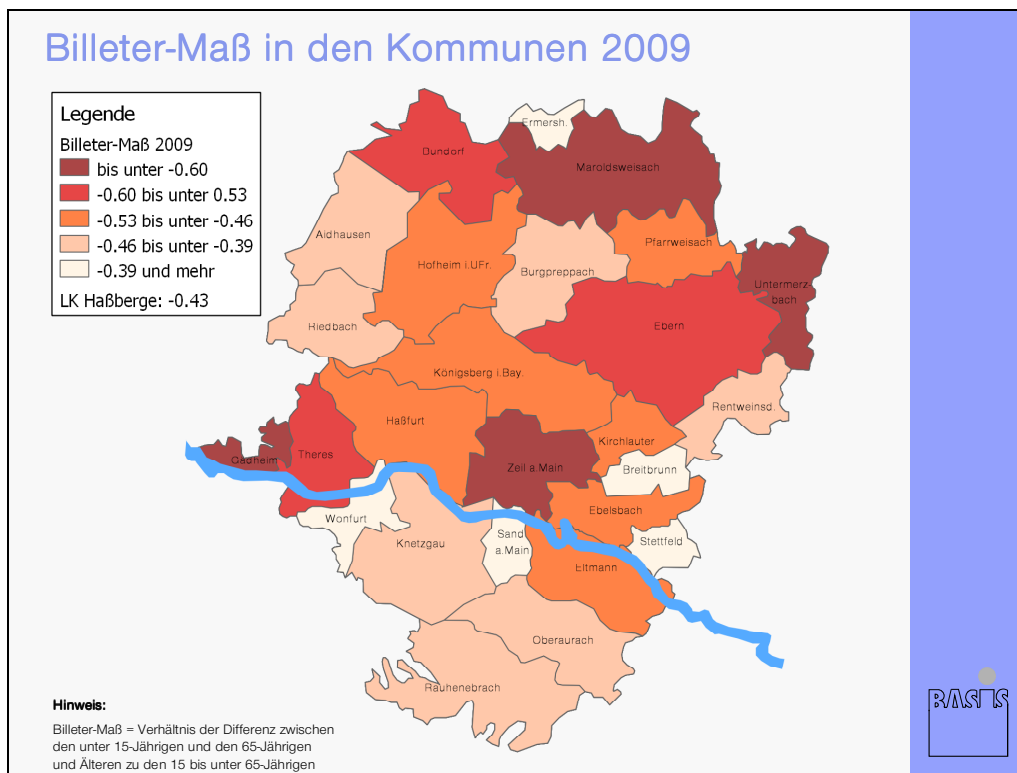 Billeter-Maß in den Kommunen 2009
Legende
Billeter-Maß 2009
bis unter -0.60
-0.60 bis unter 0.53
-0.53 bis unter -0.46
-0.46 bis unter -0.39
-0.39 und mehr
LK Haßberge: -0.43
Ermersh.
Bundorf
Maroldsweisach
Aidhausen
Pfarrweisach
Hofheim i.UFr.
Burgpreppach
Untermerz-
bach
Riedbach
Ebern
Königsberg i.Bay.
Rentweinsd.
Haßfurt
Kirchlauter
Theres
Gädheim
Zeil a.Main
Breitbrunn
Ebelsbach
Wonfurt
Sand
a.Main
Knetzgau
Stettfeld
Eltmann
Oberaurach
Rauhenebrach
Hinweis:
Billeter-Maß = Verhältnis der Differenz zwischen
den unter 15-Jährigen und den 65-Jährigen
und Älteren zu den 15 bis unter 65-Jährigen
BASIS